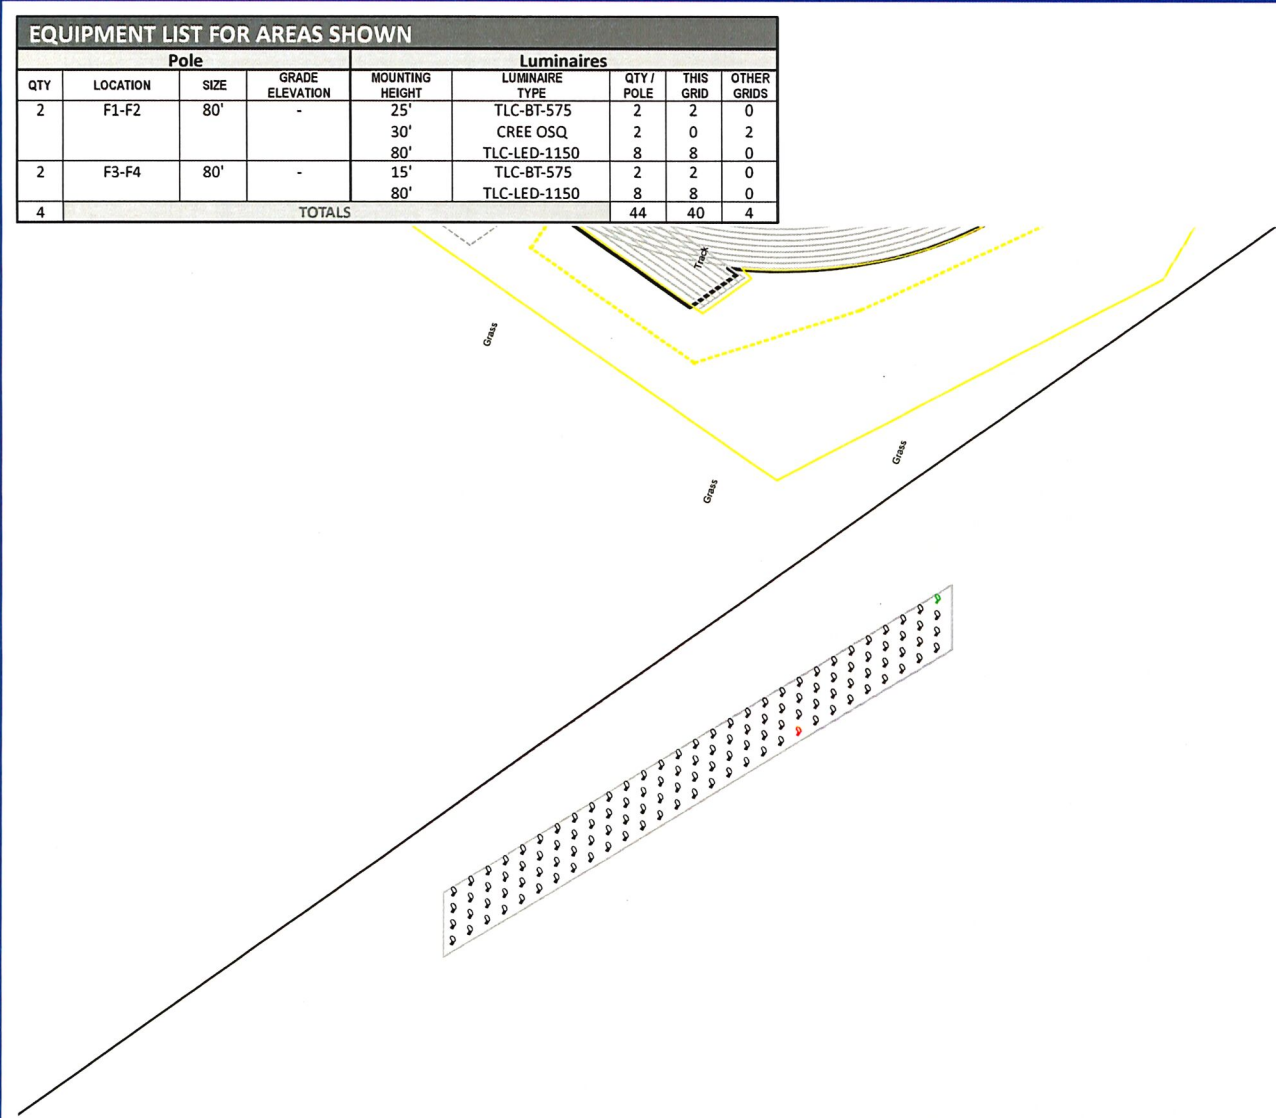 EQUIPMENT LIST FOR AREAS SHOWN
Pole Luminaires
QTY LOCATION SIZE GRADE ELEVATION MOUNTING HEIGHT LUMINAIRE TYPE QTY / POLE THIS GRID OTHER GRIDS
2 F1-F2 80' - 25' TLC-BT-575 2 2 0
30' CREE OSQ 2 0 2
80' TLC-LED-1150 8 8 0
2 F3-F4 80' - 15' TLC-BT-575 2 2 0
80' TLC-LED-1150 8 8 0
4 TOTALS 44 40 4
Track
Grass
Grass
Grass